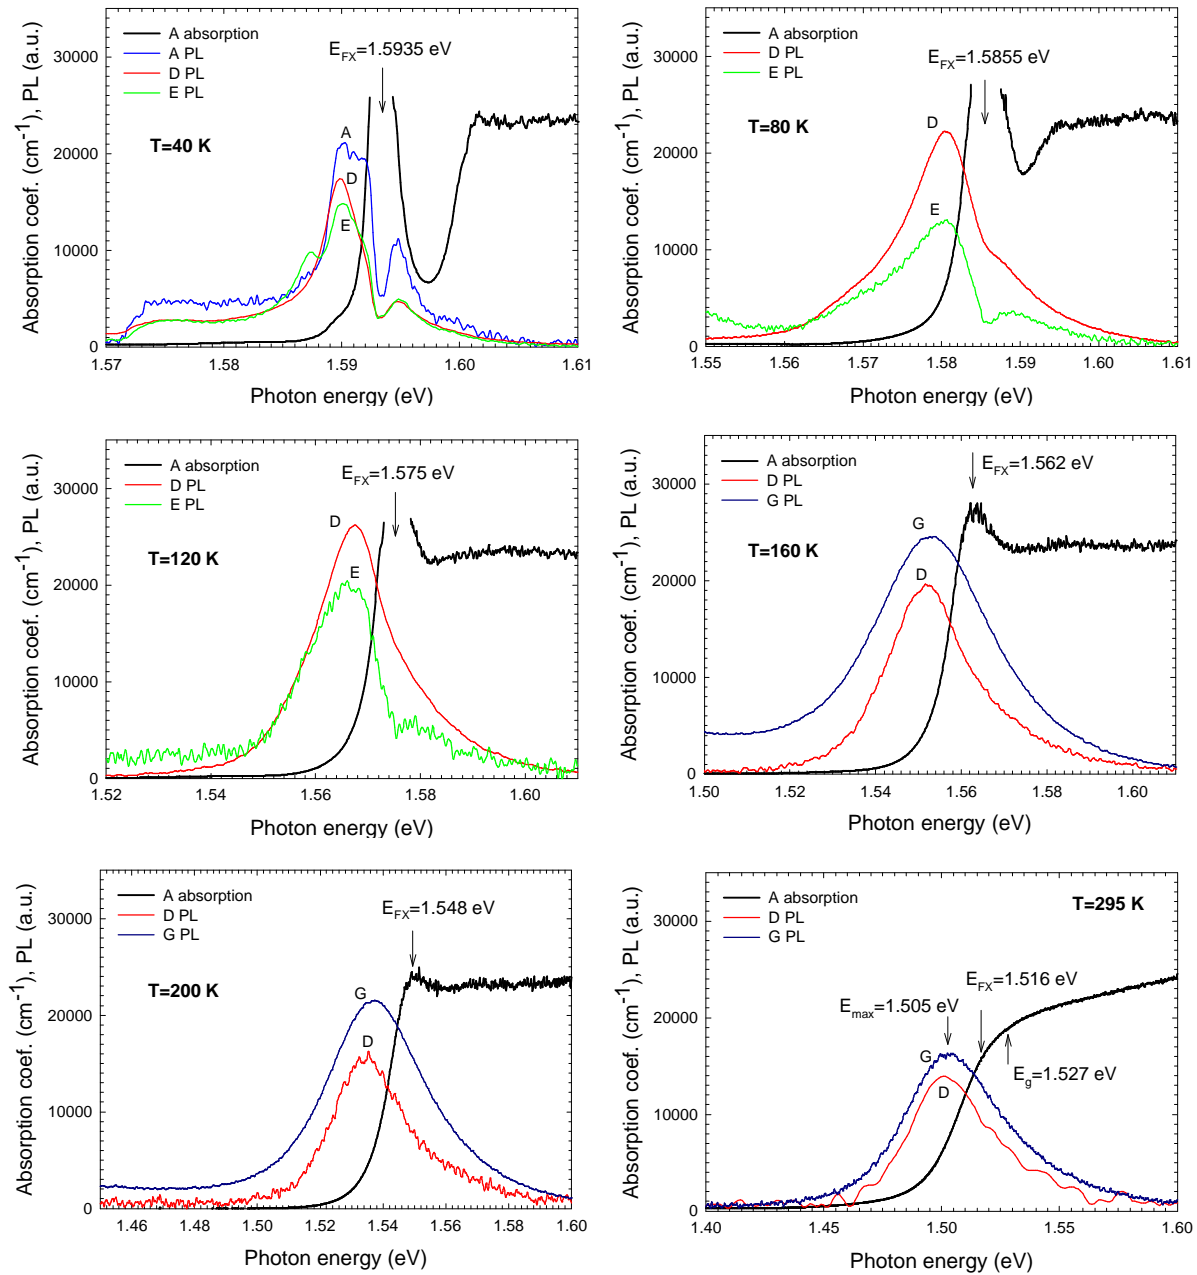 A absorption
A PL
D PL
E PL
E_FX=1.5935 eV
T=40 K
A
D
E
Absorption coef. (cm⁻¹), PL (a.u.)
30000
20000
10000
0
1.57 1.58 1.59 1.60 1.61
Photon energy (eV)
A absorption
D PL
E PL
E_FX=1.5855 eV
T=80 K
D
E
Absorption coef. (cm⁻¹), PL (a.u.)
30000
20000
10000
0
1.55 1.56 1.57 1.58 1.59 1.60 1.61
Photon energy (eV)
A absorption
D PL
E PL
E_FX=1.575 eV
T=120 K
D
E
Absorption coef. (cm⁻¹), PL (a.u.)
30000
20000
10000
0
1.52 1.54 1.56 1.58 1.60
Photon energy (eV)
A absorption
D PL
G PL
E_FX=1.562 eV
T=160 K
G
D
Absorption coef. (cm⁻¹), PL (a.u.)
30000
20000
10000
0
1.50 1.52 1.54 1.56 1.58 1.60
Photon energy (eV)
A absorption
D PL
G PL
E_FX=1.548 eV
T=200 K
G
D
Absorption coef. (cm⁻¹), PL (a.u.)
30000
20000
10000
0
1.46 1.48 1.50 1.52 1.54 1.56 1.58 1.60
Photon energy (eV)
A absorption
D PL
G PL
T=295 K
E_FX=1.516 eV
E_max=1.505 eV
E_g=1.527 eV
G
D
Absorption coef. (cm⁻¹), PL (a.u.)
30000
20000
10000
0
1.40 1.45 1.50 1.55 1.60
Photon energy (eV)